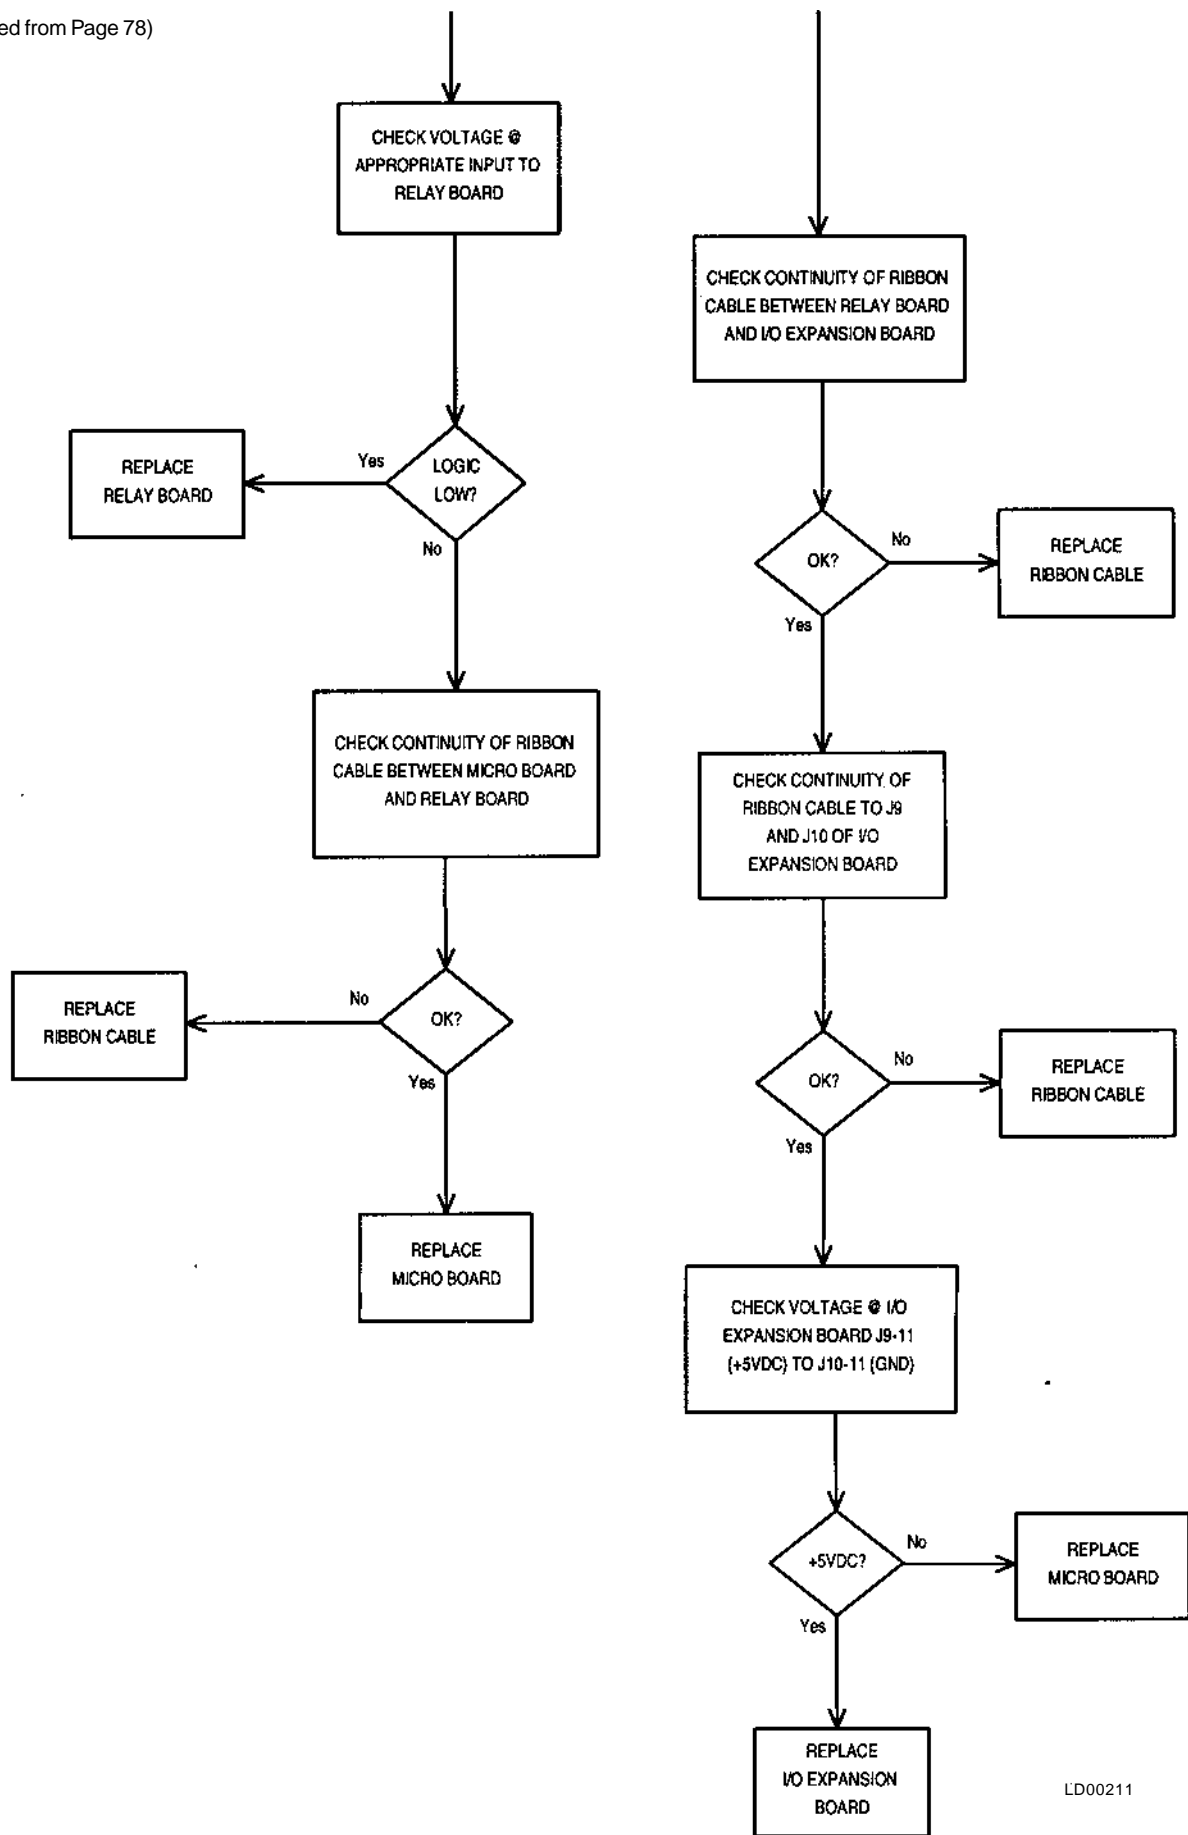 ed from Page 78)
CHECK VOLTAGE @
APPROPRIATE INPUT TO
RELAY BOARD
LOGIC
LOW?
Yes
REPLACE
RELAY BOARD
No
CHECK CONTINUITY OF RIBBON
CABLE BETWEEN MICRO BOARD
AND RELAY BOARD
OK?
No
REPLACE
RIBBON CABLE
Yes
REPLACE
MICRO BOARD
CHECK CONTINUITY OF RIBBON
CABLE BETWEEN RELAY BOARD
AND I/O EXPANSION BOARD
OK?
No
REPLACE
RIBBON CABLE
Yes
CHECK CONTINUITY OF
RIBBON CABLE TO J9
AND J10 OF I/O
EXPANSION BOARD
OK?
No
REPLACE
RIBBON CABLE
Yes
CHECK VOLTAGE @ I/O
EXPANSION BOARD J9-11
(+5VDC) TO J10-11 (GND)
+5VDC?
No
REPLACE
MICRO BOARD
Yes
REPLACE
I/O EXPANSION
BOARD
LD00211